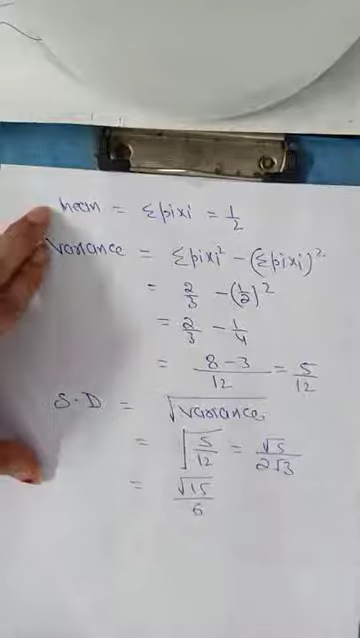 Mean = Σpixi = 1/2
Variance = Σpixi² - (Σpixi)²
= 2/3 - (1/2)²
= 2/3 - 1/4
= 8-3/12 = 5/12
S.D = √variance
= √5/12 = √5/2√3
= √15/6